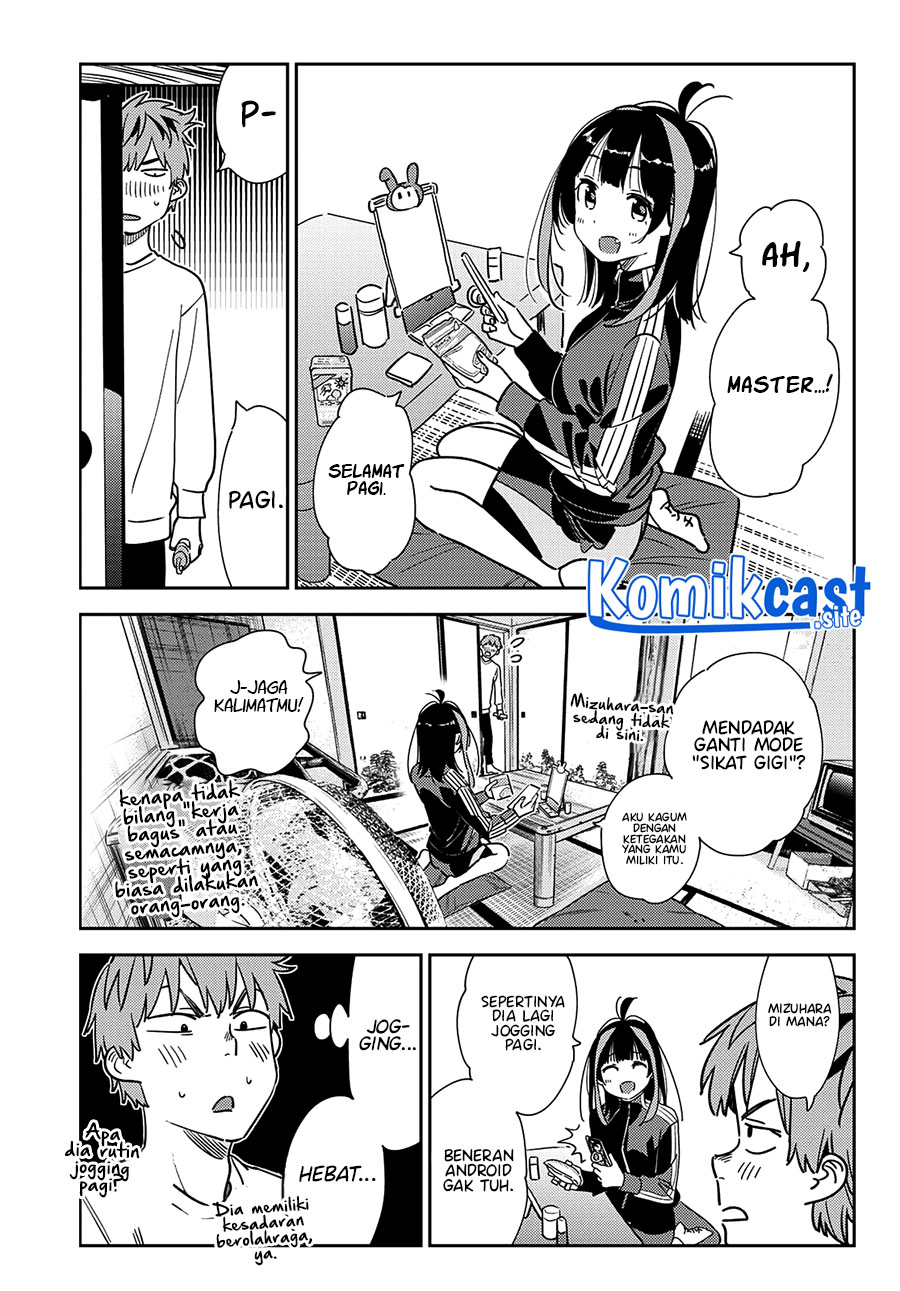 AH,
MASTER...!
SELAMAT
PAGI.
P-
PAGI.
Komikcast
.site
MENDADAK
GANTI MODE
"SIKAT GIGI"?
AKU KAGUM
DENGAN
KETEGAKAN
YANG KAMU
MILIKI ITU.
Mizuhara-san
sedang tidak
di sini.
J-JAGA
KALIMATMU!
kenapa tidak
bilang "kerja
bagus" atau
semacamnya,
seperti yang
biasa dilakukan
orang-orang.
MIZUHARA
DI MANA?
SEPERTINYA
DIA LAGI
JOGGING
PAGI.
BENERAN
ANDROID
GAK TUH.
JOG-
GING...
HEBAT...
Apa
dia rutin
jogging
pagi?
Dia memiliki
kesadaran
berolahraga,
ya.